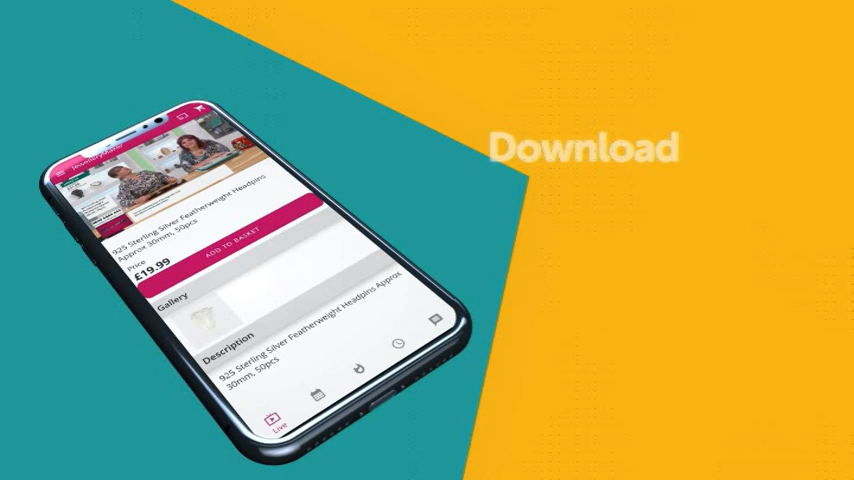 Download
JewelleryMaker
925 Sterling Silver Featherweight Headpins
Approx 30mm, 50pcs
Price
£19.99
ADD TO BASKET
Gallery
Description
925 Sterling Silver Featherweight Headpins Approx
30mm, 50pcs
Live